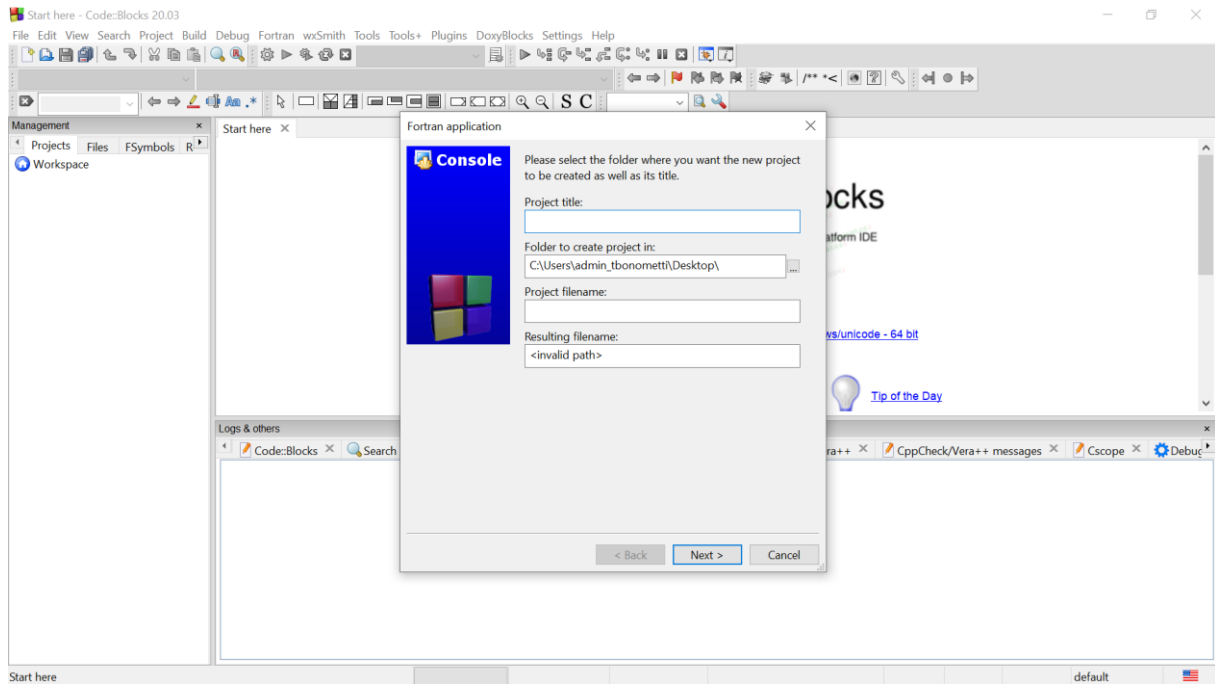 Start here - Code::Blocks 20.03
File Edit View Search Project Build Debug Fortran wxSmith Tools Tools+ Plugins DoxyBlocks Settings Help
/** *<
Aa .*
S C
Management
Projects Files FSymbols R
Workspace
Start here
Fortran application
Console
Please select the folder where you want the new project
to be created as well as its title.
Project title:
Folder to create project in:
C:\Users\admin_tbonometti\Desktop\
...
Project filename:
Resulting filename:
<invalid path>
< Back Next > Cancel
ocks
atform IDE
ws/unicode - 64 bit
Tip of the Day
Logs & others
Code::Blocks Search
ra++ CppCheck/Vera++ messages Cscope Debug
Start here
default